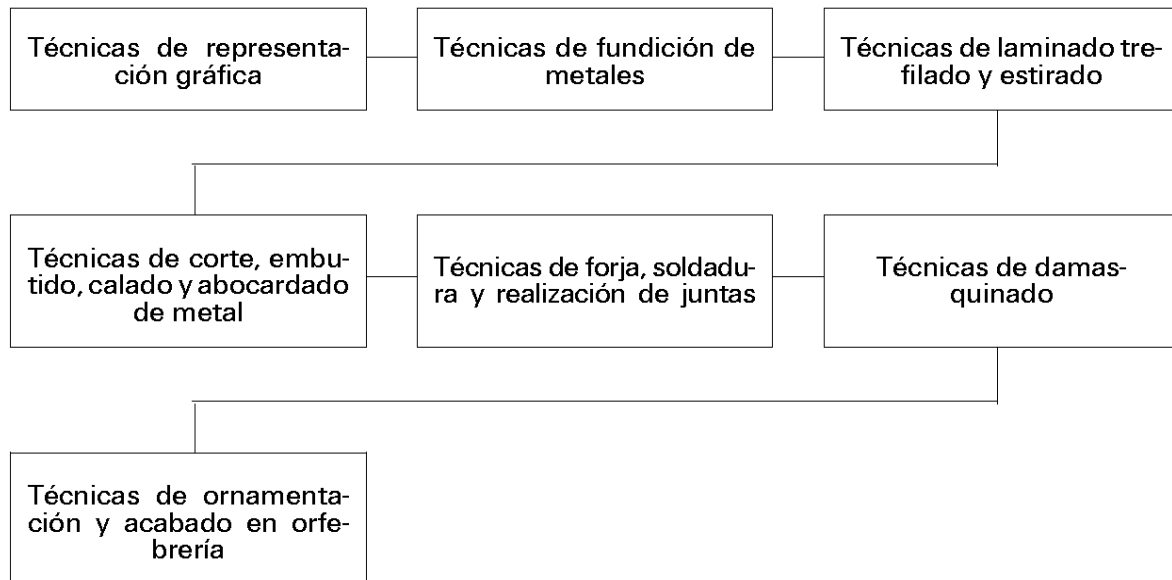 Técnicas de representa-
ción gráfica
Técnicas de fundición de
metales
Técnicas de laminado tre-
filado y estirado
Técnicas de corte, embu-
tido, calado y abocardado
de metal
Técnicas de forja, soldadu-
ra y realización de juntas
Técnicas de damas-
quinado
Técnicas de ornamenta-
ción y acabado en orfe-
brería